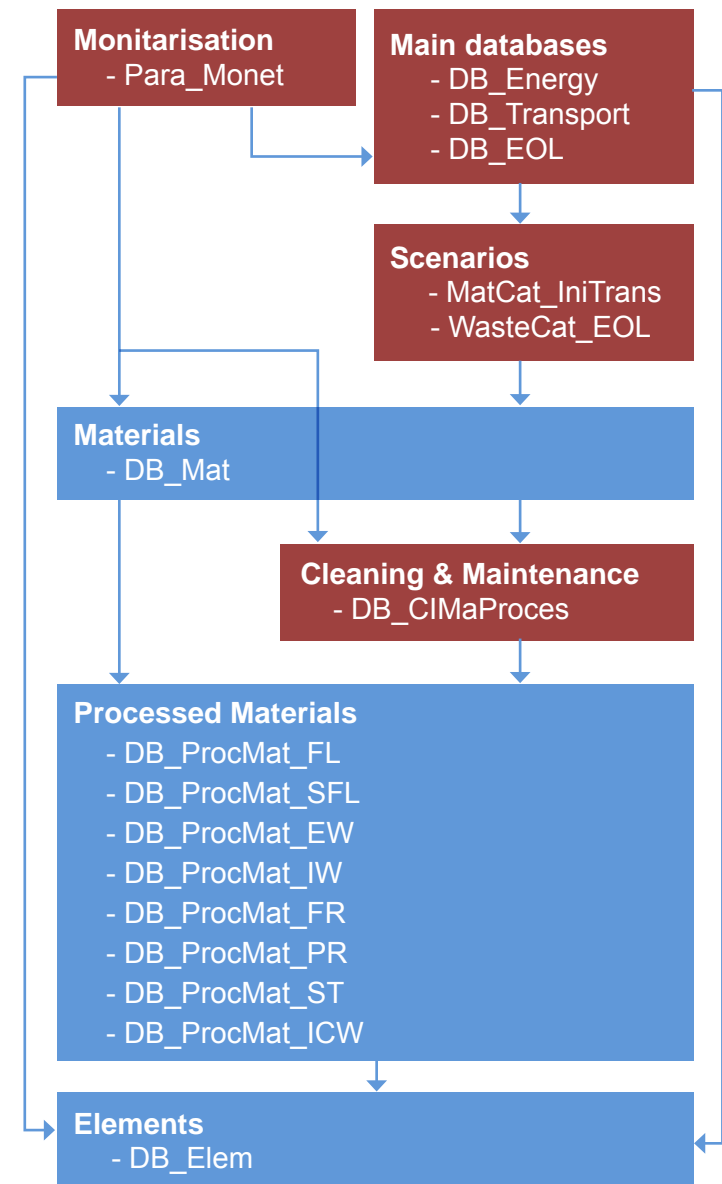 Monitarisation
- Para_Monet
Main databases
- DB_Energy
- DB_Transport
- DB_EOL
Scenarios
- MatCat_IniTrans
- WasteCat_EOL
Materials
- DB_Mat
Cleaning & Maintenance
- DB_ClMaProces
Processed Materials
- DB_ProcMat_FL
- DB_ProcMat_SFL
- DB_ProcMat_EW
- DB_ProcMat_IW
- DB_ProcMat_FR
- DB_ProcMat_PR
- DB_ProcMat_ST
- DB_ProcMat_ICW
Elements
- DB_Elem